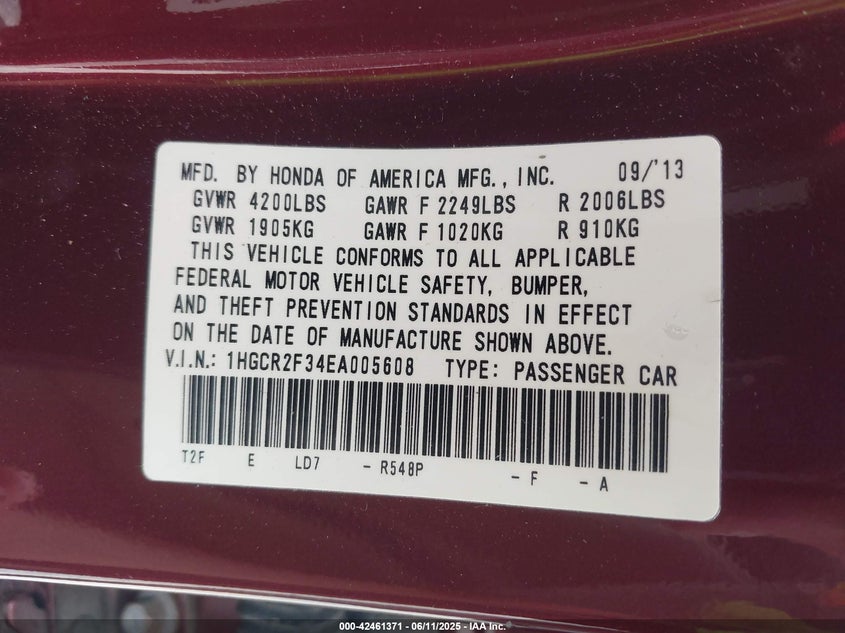 MFD. BY HONDA OF AMERICA MFG., INC. 09/'13
GVWR 4200LBS GAWR F 2249LBS R 2006LBS
GVWR 1905KG GAWR F 1020KG R 910KG
THIS VEHICLE CONFORMS TO ALL APPLICABLE
FEDERAL MOTOR VEHICLE SAFETY, BUMPER,
AND THEFT PREVENTION STANDARDS IN EFFECT
ON THE DATE OF MANUFACTURE SHOWN ABOVE.
V.I.N.: 1HGCR2F34EA005608 TYPE: PASSENGER CAR
T2F E LD7 - R548P - F - A
000-42461371 - 06/11/2025 - IAA Inc.